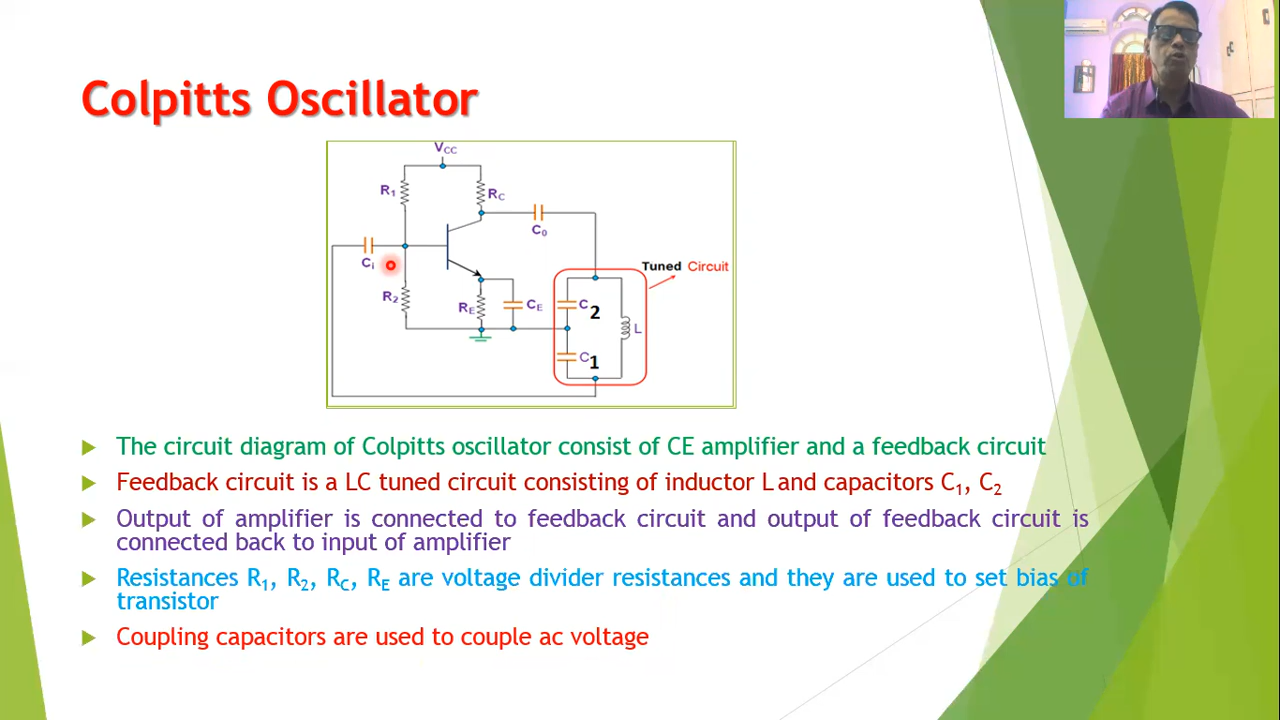 Colpitts Oscillator
VCC
R1
RC
C0
Ci
Tuned Circuit
R2
RE
CE
C 2
L
C1
The circuit diagram of Colpitts oscillator consist of CE amplifier and a feedback circuit
Feedback circuit is a LC tuned circuit consisting of inductor L and capacitors C1, C2
Output of amplifier is connected to feedback circuit and output of feedback circuit is
connected back to input of amplifier
Resistances R1, R2, RC, RE are voltage divider resistances and they are used to set bias of
transistor
Coupling capacitors are used to couple ac voltage